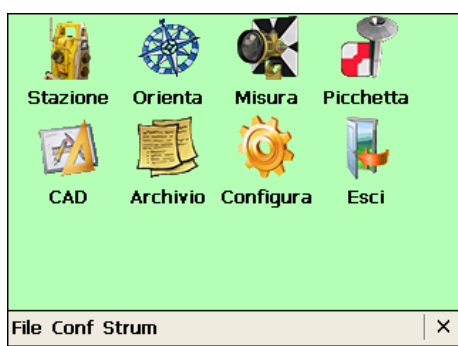 Stazione Orienta Misura Picchetta
CAD Archivio Configura Esci
File Conf Strum